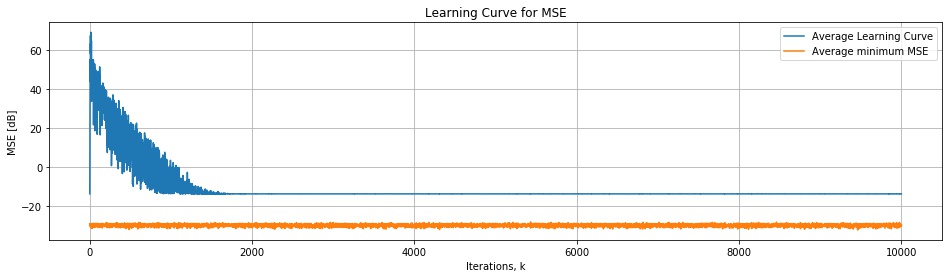 Learning Curve for MSE
Average Learning Curve
Average minimum MSE
MSE [dB]
60
40
20
0
−20
0
2000
4000
6000
8000
10000
Iterations, k